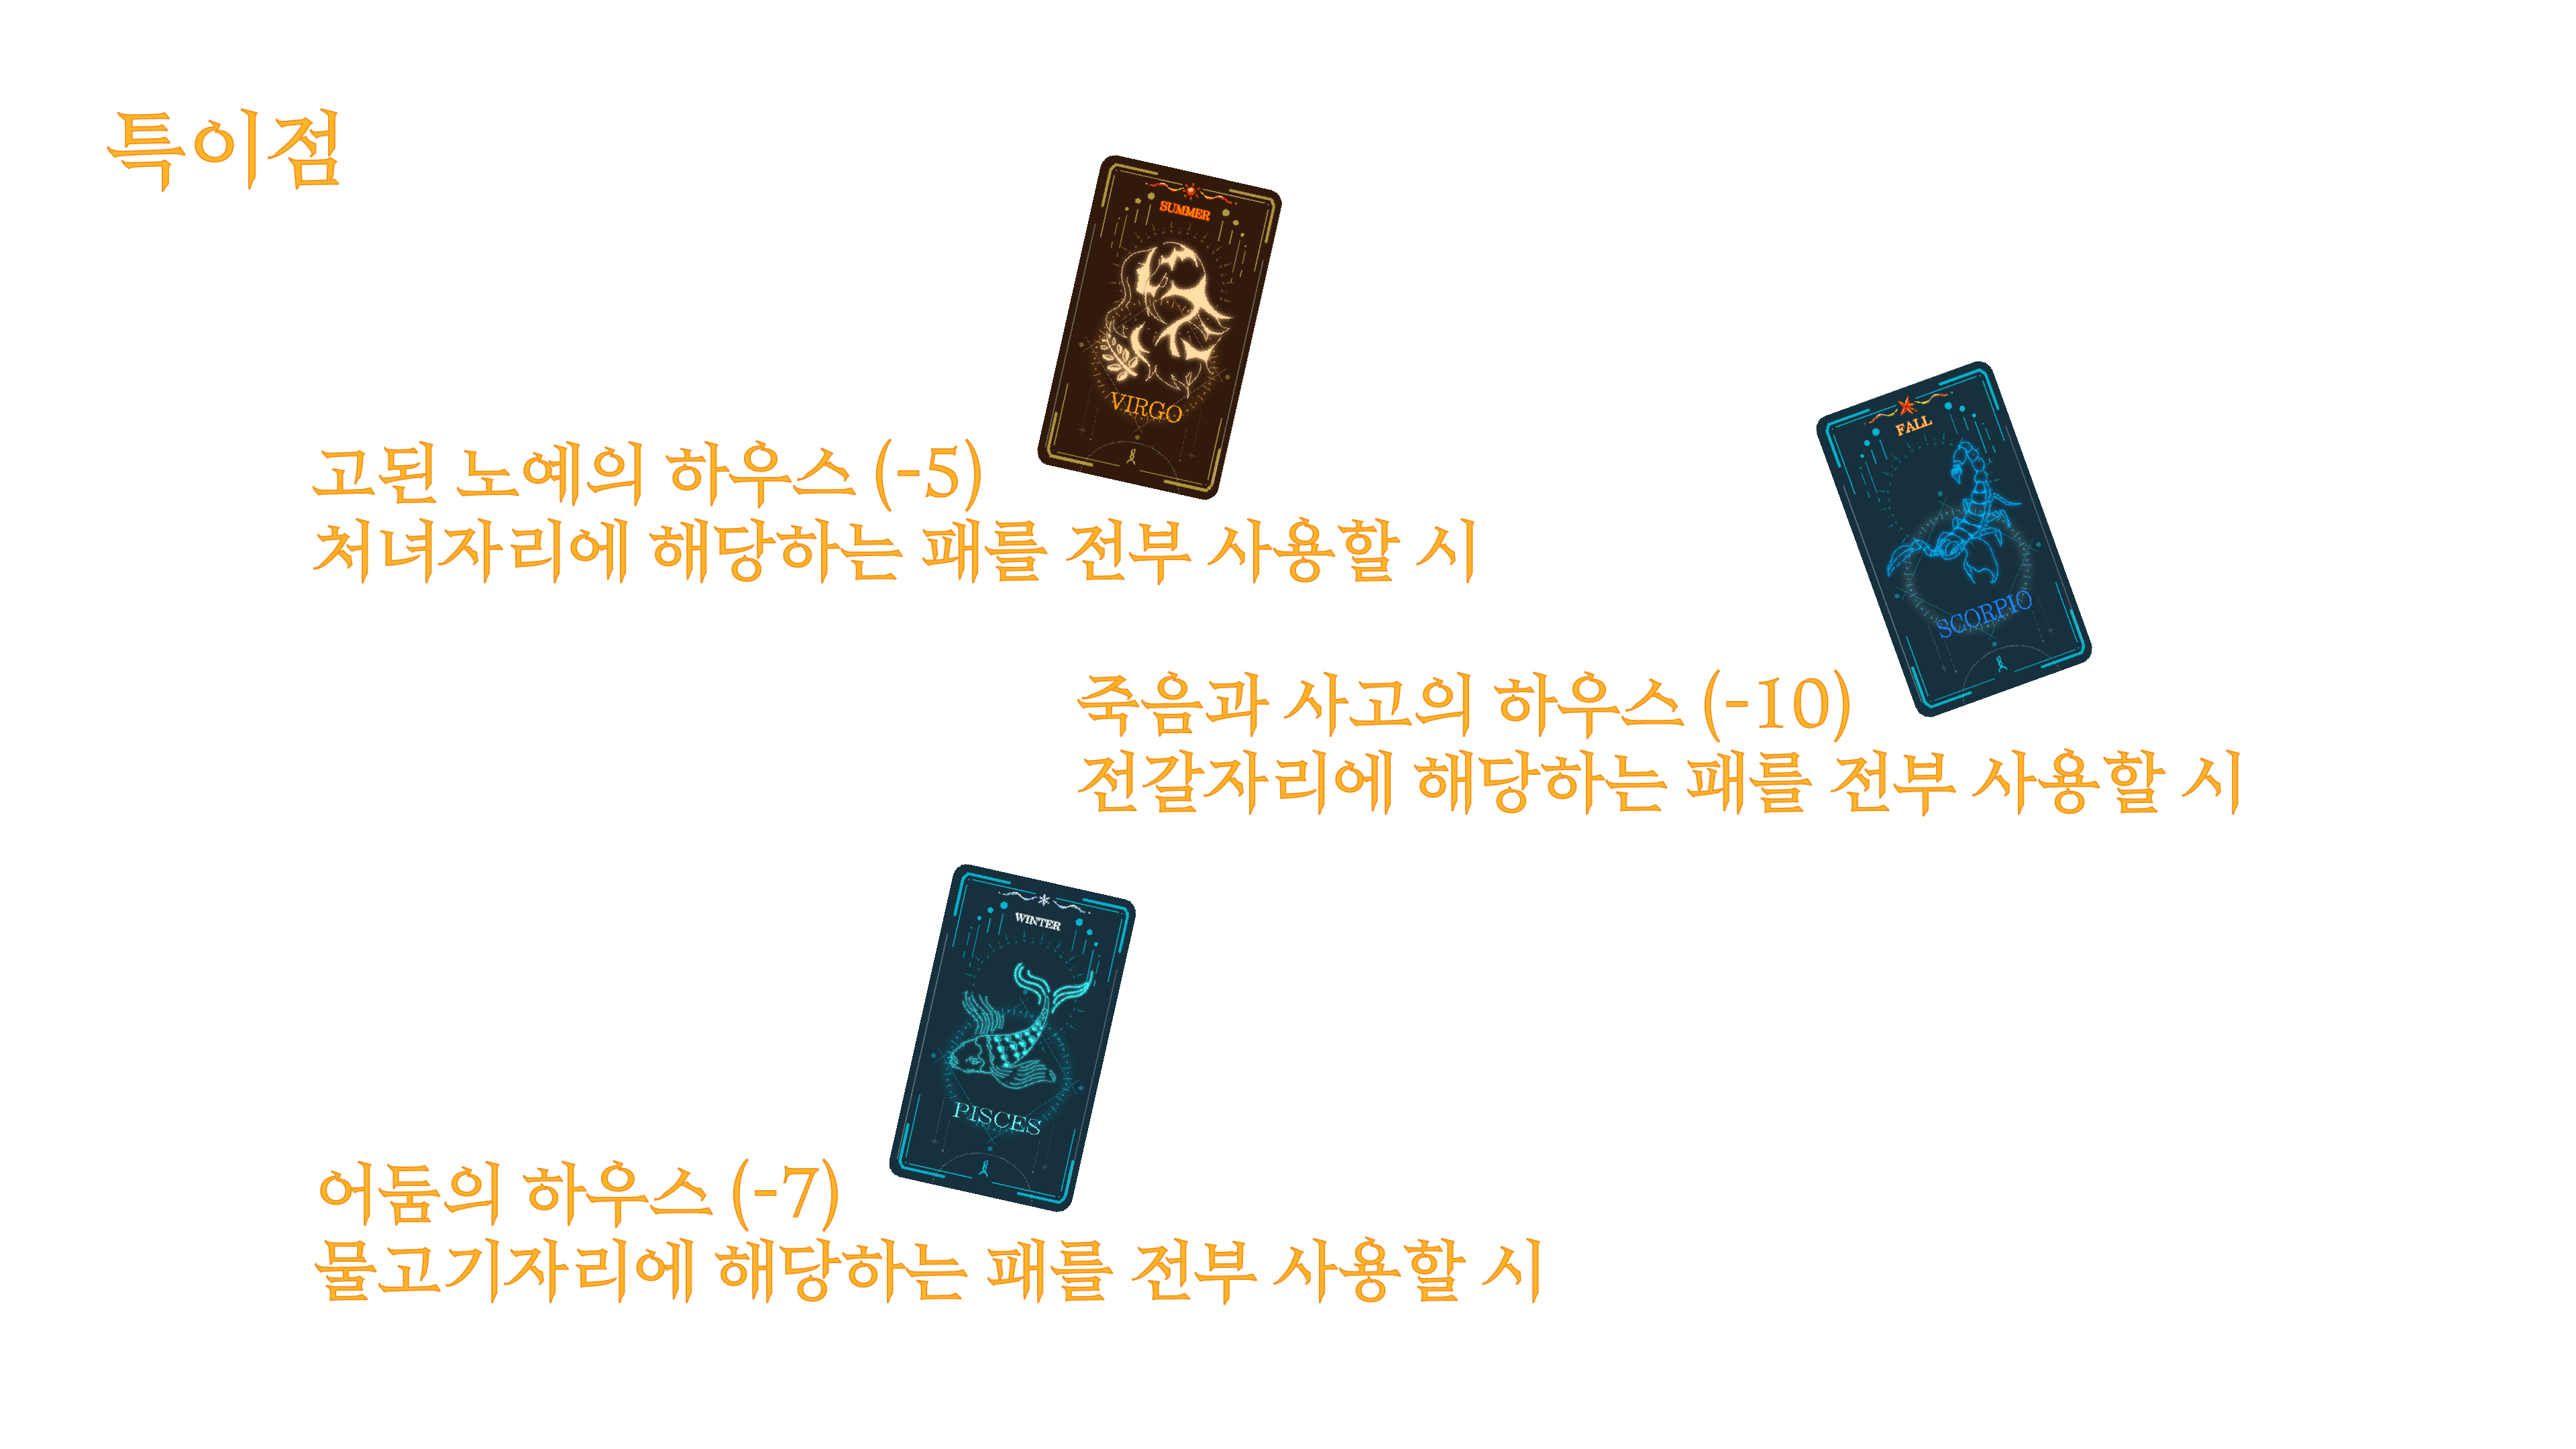 특이점
SUMMER
VIRGO
고된 노예의 하우스 (-5)
처녀자리에 해당하는 패를 전부 사용할 시
FALL
SCORPIO
죽음과 사고의 하우스 (-10)
전갈자리에 해당하는 패를 전부 사용할 시
WINTER
PISCES
어둠의 하우스 (-7)
물고기자리에 해당하는 패를 전부 사용할 시